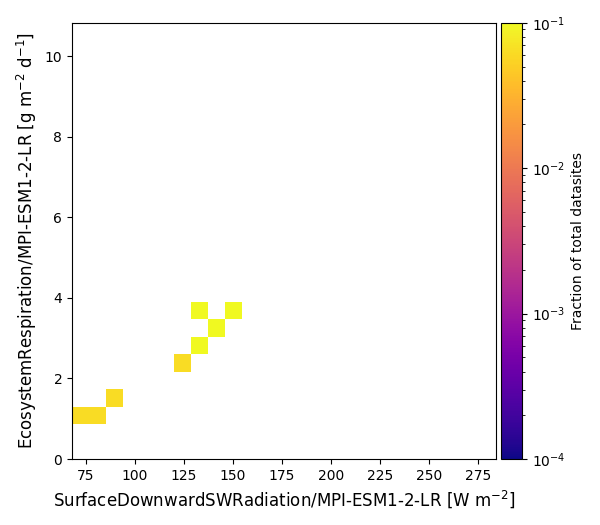 EcosystemRespiration/MPI-ESM1-2-LR [g m⁻² d⁻¹]
10
8
6
4
2
0
75 100 125 150 175 200 225 250 275
SurfaceDownwardSWRadiation/MPI-ESM1-2-LR [W m⁻²]
10⁻¹
10⁻²
10⁻³
10⁻⁴
Fraction of total datasites